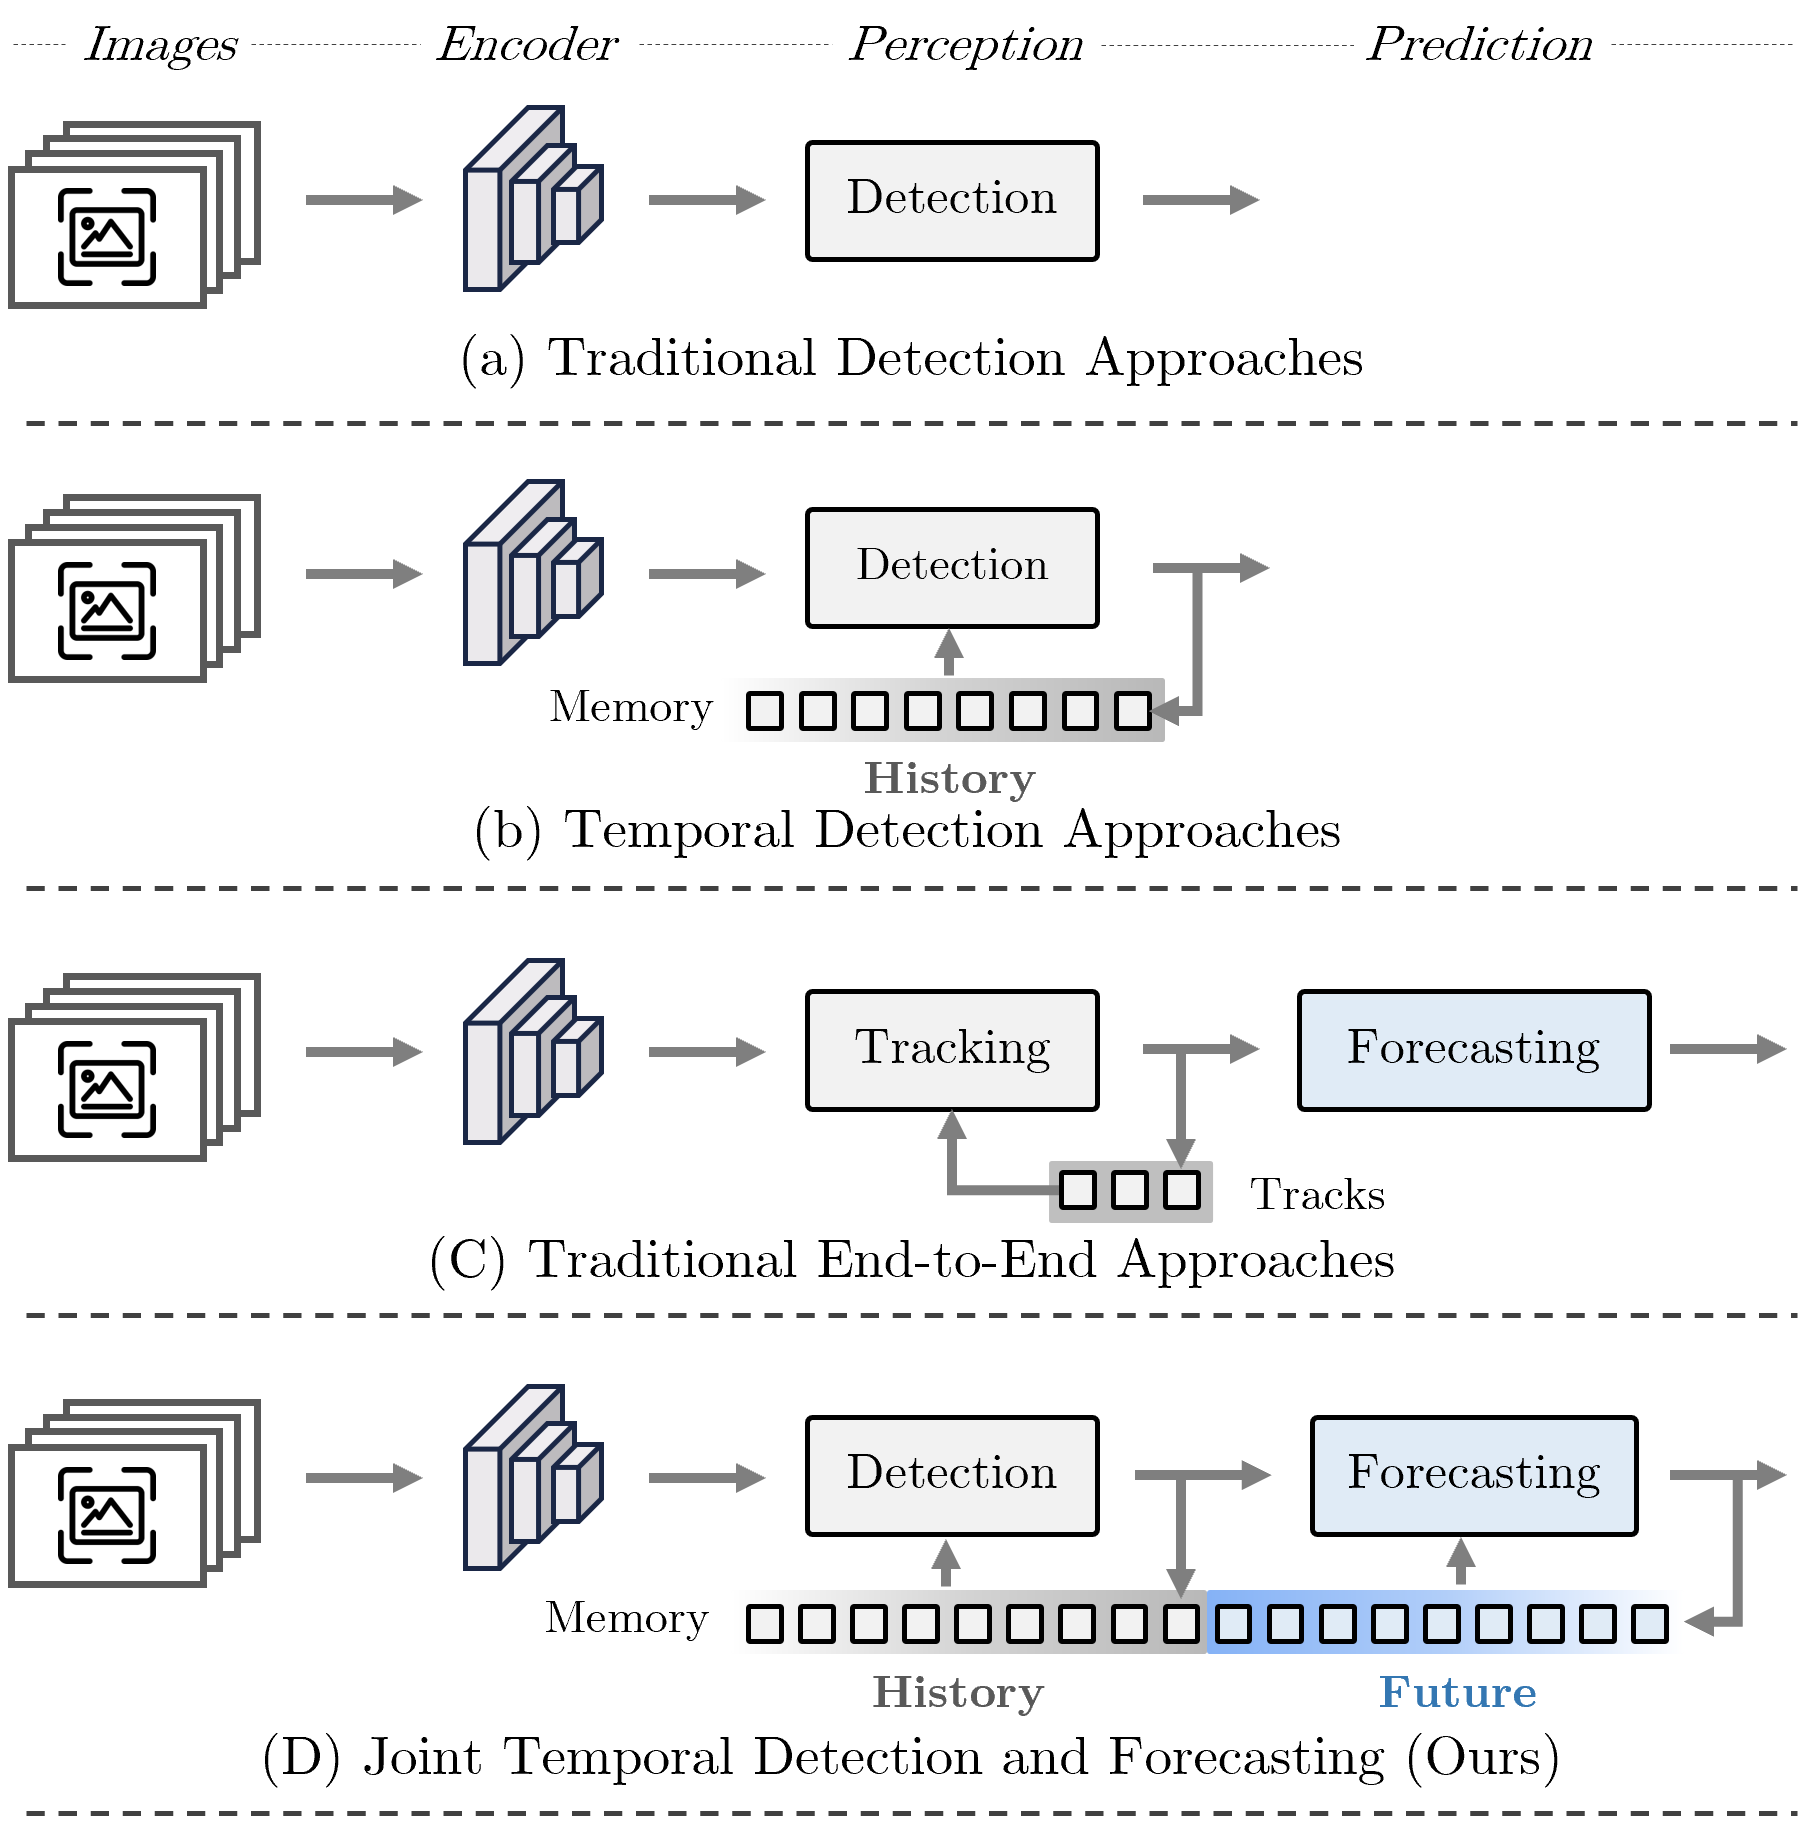 Images Encoder Perception Prediction
Detection
(a) Traditional Detection Approaches
Detection
Memory
History
(b) Temporal Detection Approaches
Tracking Forecasting
Tracks
(C) Traditional End-to-End Approaches
Detection Forecasting
Memory
History Future
(D) Joint Temporal Detection and Forecasting (Ours)